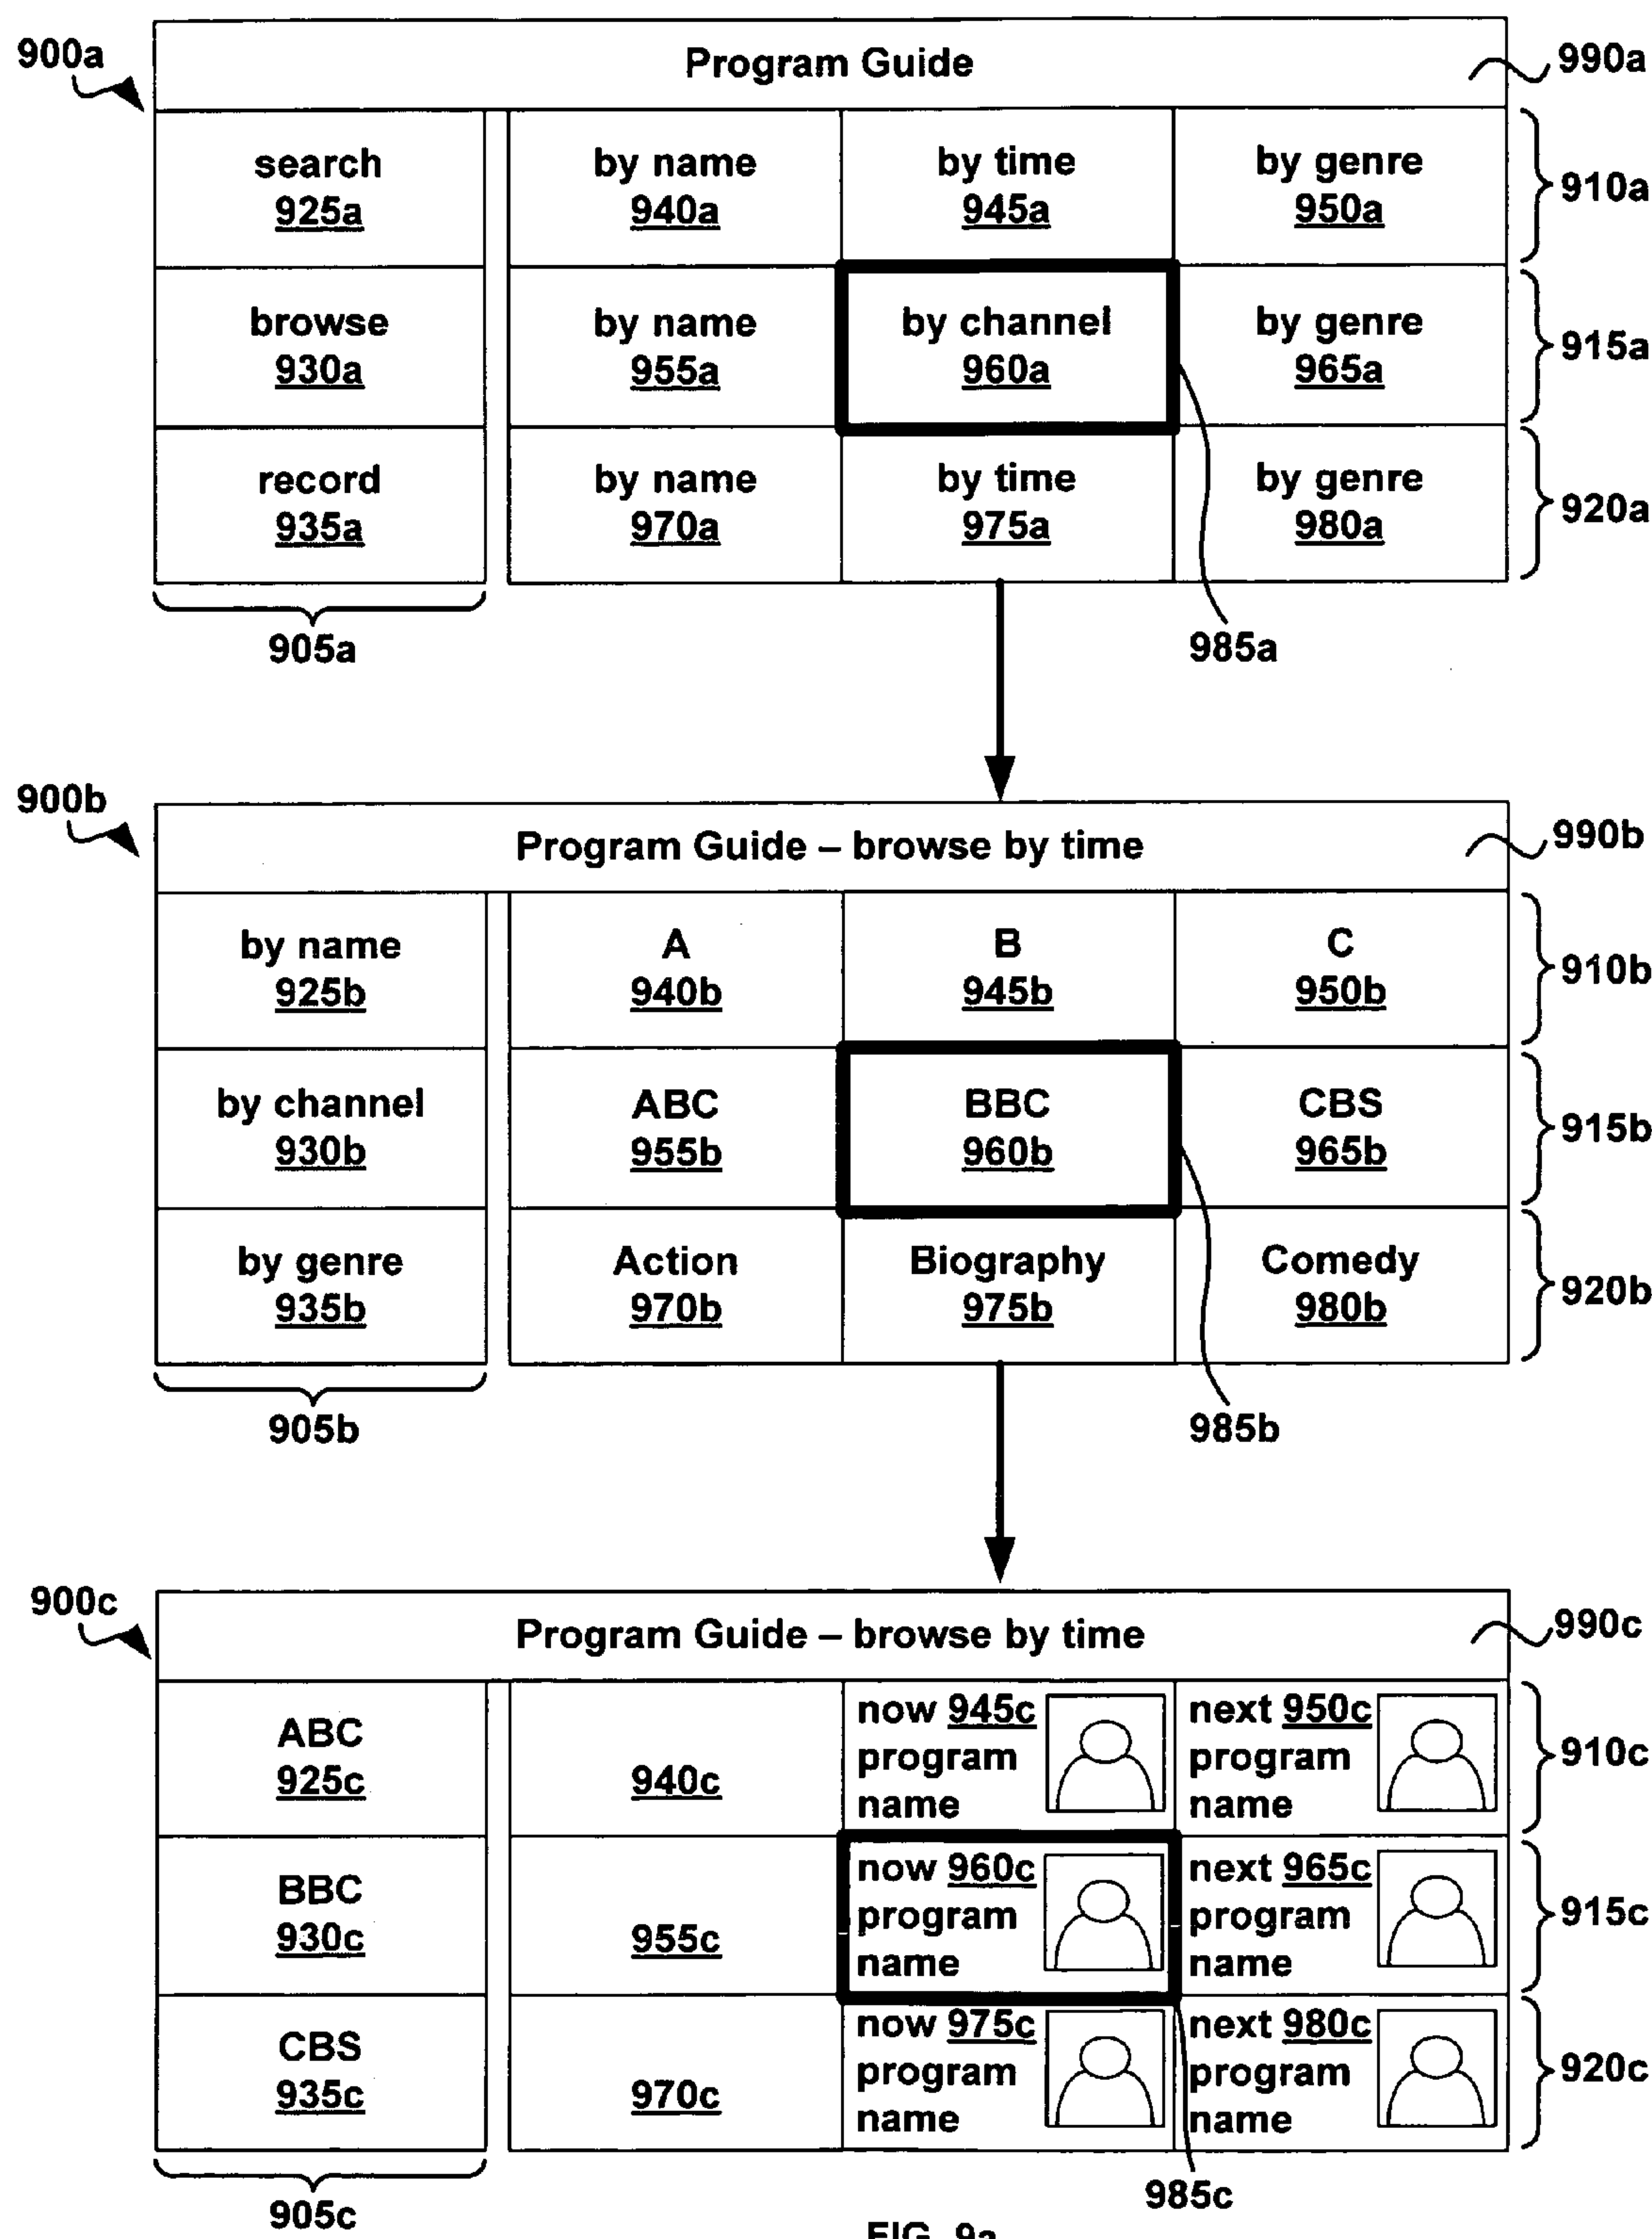 900a
Program Guide
990a
search
925a
by name
940a
by time
945a
by genre
950a
910a
browse
930a
by name
955a
by channel
960a
by genre
965a
915a
record
935a
by name
970a
by time
975a
by genre
980a
920a
905a
985a
900b
Program Guide – browse by time
990b
by name
925b
A
940b
B
945b
C
950b
910b
by channel
930b
ABC
955b
BBC
960b
CBS
965b
915b
by genre
935b
Action
970b
Biography
975b
Comedy
980b
920b
905b
985b
900c
Program Guide – browse by time
990c
ABC
925c
940c
now 945c
program
name
next 950c
program
name
910c
BBC
930c
955c
now 960c
program
name
next 965c
program
name
915c
CBS
935c
970c
now 975c
program
name
next 980c
program
name
920c
905c
985c
FIG. 9a